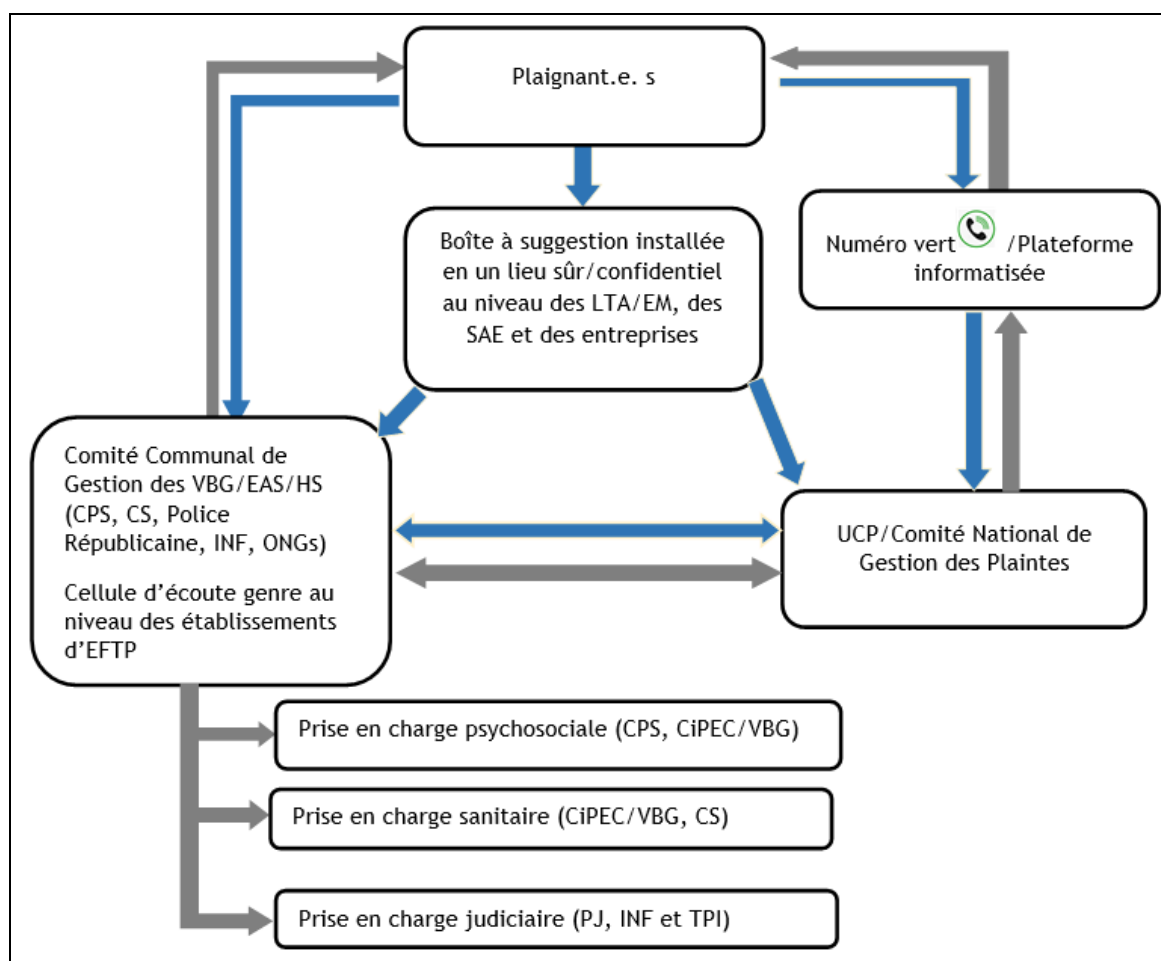 Plaignant.e. s
Boîte à suggestion installée
en un lieu sûr/confidentiel
au niveau des LTA/EM, des
SAE et des entreprises
Numéro vert /Plateforme
informatisée
Comité Communal de
Gestion des VBG/EAS/HS
(CPS, CS, Police
Républicaine, INF, ONGs)
Cellule d’écoute genre au
niveau des établissements
d’EFTP
UCP/Comité National de
Gestion des Plaintes
Prise en charge psychosociale (CPS, CiPEC/VBG)
Prise en charge sanitaire (CiPEC/VBG, CS)
Prise en charge judiciaire (PJ, INF et TPI)